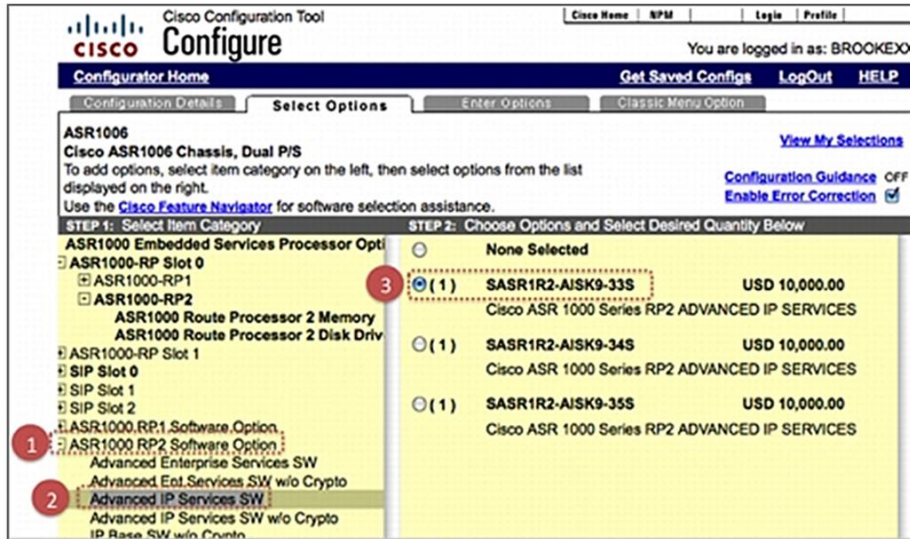 Cisco Configuration Tool
CISCO Configure
Cisco Home NPM Login Profile
You are logged in as: BROOKEXX
Configurator Home Get Saved Configs LogOut HELP
Configuration Details Select Options Enter Options Classic Menu Option
ASR1006
Cisco ASR1006 Chassis, Dual P/S
View My Selections
To add options, select item category on the left, then select options from the list
displayed on the right.
Configuration Guidance OFF
Enable Error Correction
Use the Cisco Feature Navigator for software selection assistance.
STEP 1: Select Item Category
ASR1000 Embedded Services Processor Opti
ASR1000-RP Slot 0
ASR1000-RP1
ASR1000-RP2
ASR1000 Route Processor 2 Memory
ASR1000 Route Processor 2 Disk Driv
ASR1000-RP Slot 1
SIP Slot 0
SIP Slot 1
SIP Slot 2
ASR1000 RP1 Software Option
1 ASR1000 RP2 Software Option
Advanced Enterprise Services SW
Advanced Ent Services SW w/o Crypto
2 Advanced IP Services SW
Advanced IP Services SW w/o Crypto
IP Base SW w/o Crypto
STEP 2: Choose Options and Select Desired Quantity Below
None Selected
3 (1) SASR1R2-AISK9-33S USD 10,000.00
Cisco ASR 1000 Series RP2 ADVANCED IP SERVICES
(1) SASR1R2-AISK9-34S USD 10,000.00
Cisco ASR 1000 Series RP2 ADVANCED IP SERVICES
(1) SASR1R2-AISK9-35S USD 10,000.00
Cisco ASR 1000 Series RP2 ADVANCED IP SERVICES